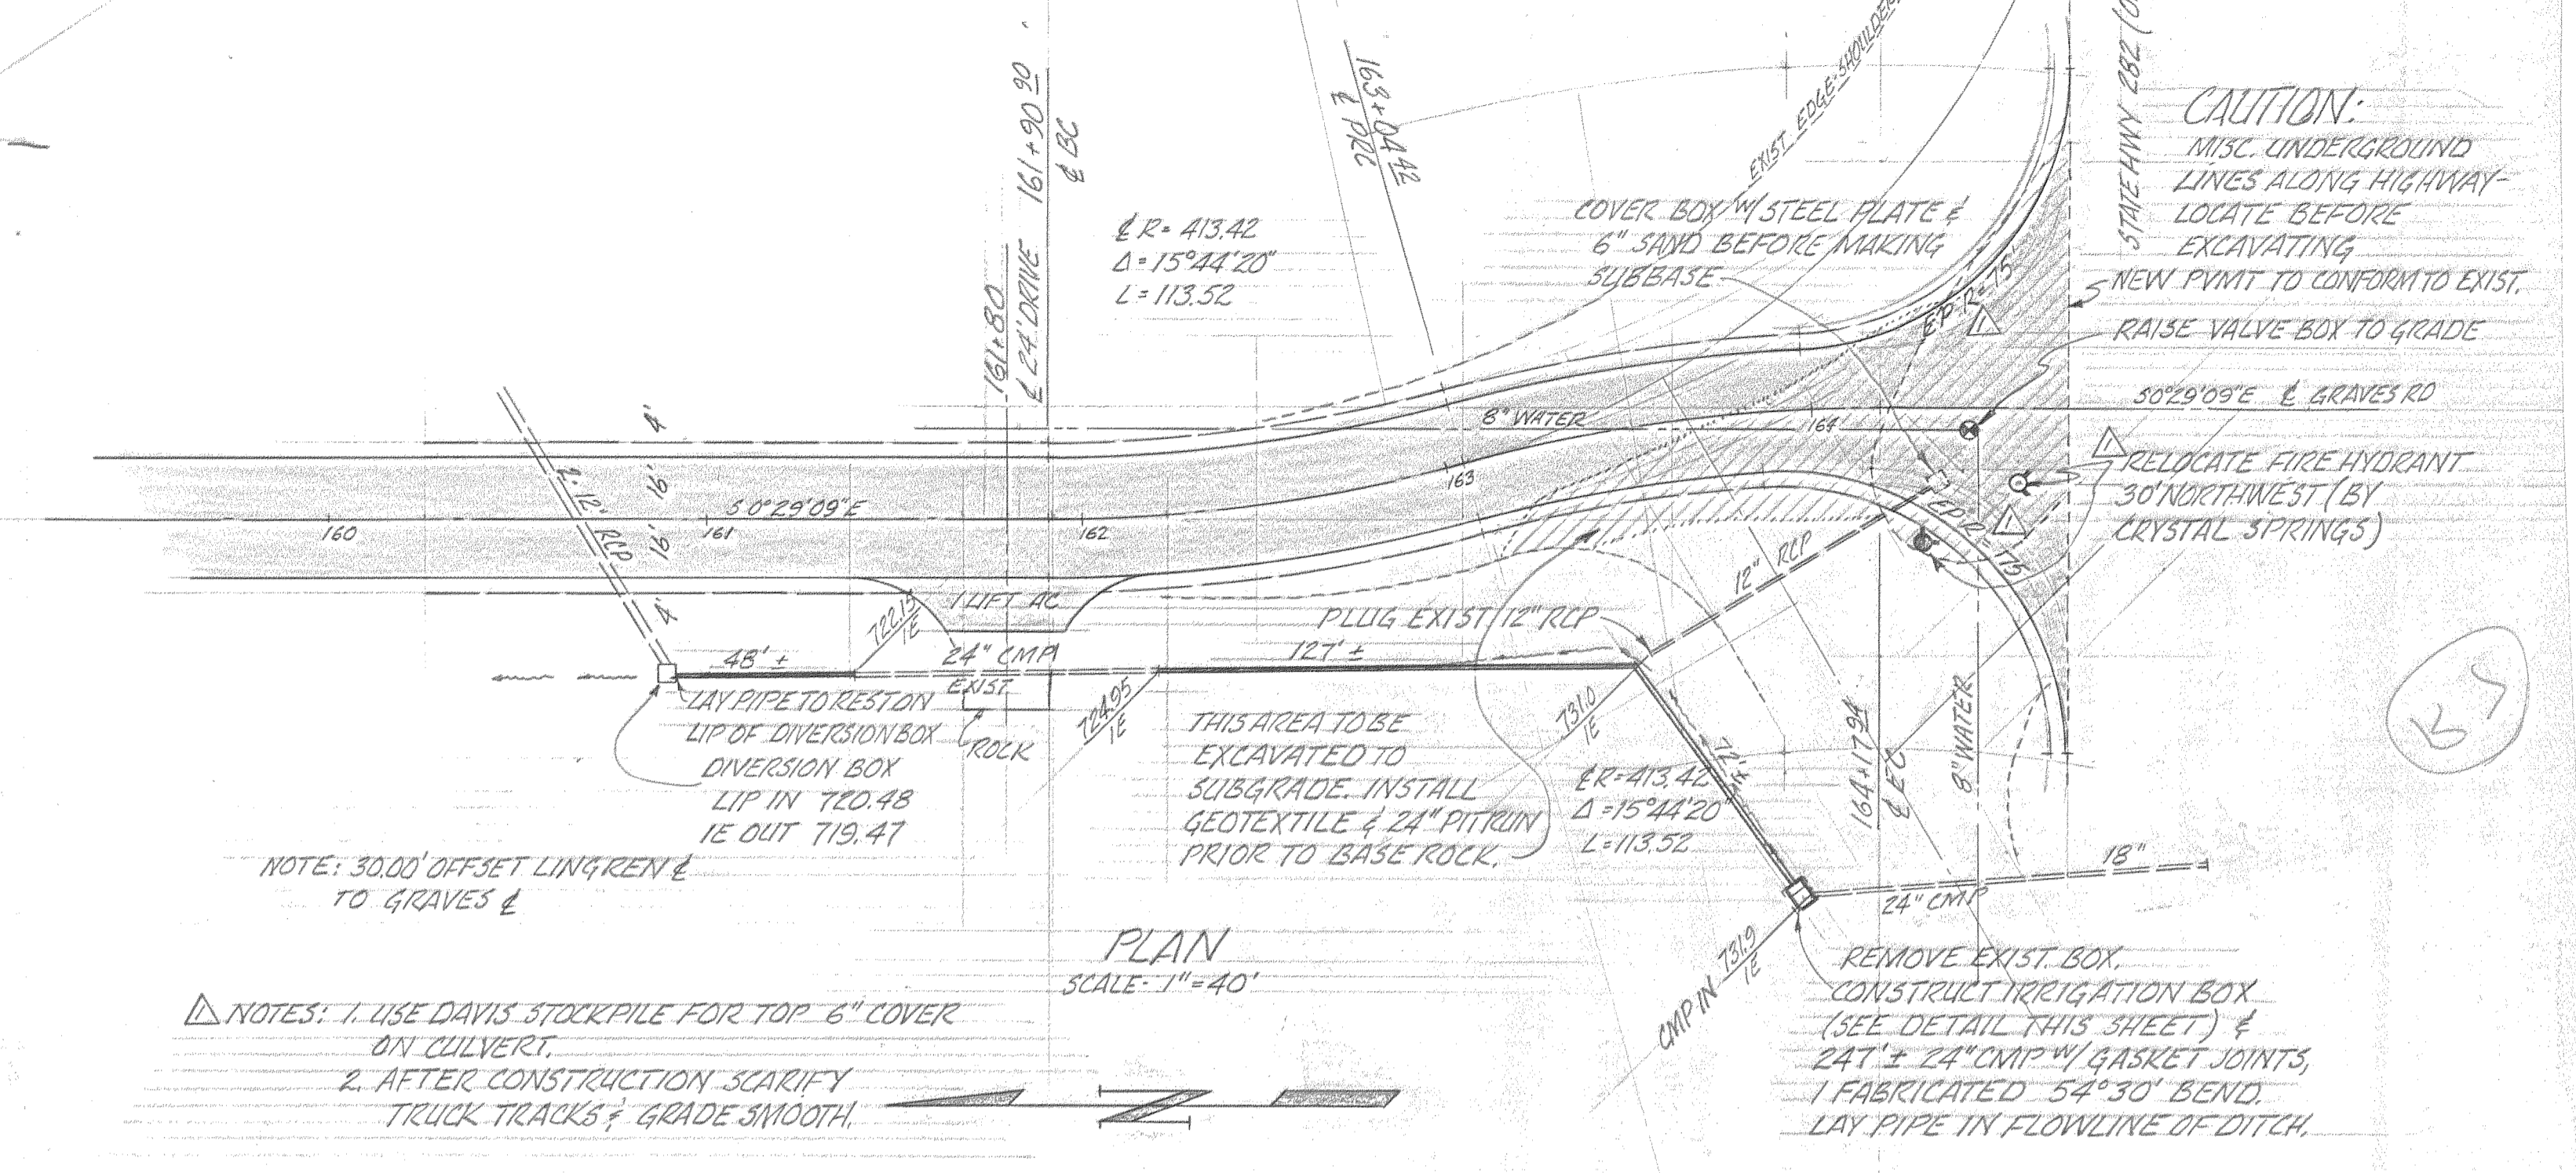 161+80
℄ 24' DRIVE 161+90 90
℄ BC
℄ R= 413.42
Δ=15°44'20"
L=113.52
163+04 42
℄ PRC
EXIST. EDGE-SHOULDER
COVER BOX W/ STEEL PLATE &
6" SAND BEFORE MAKING
SUBBASE
STATE HWY 282
CAUTION:
MISC. UNDERGROUND
LINES ALONG HIGHWAY-
LOCATE BEFORE
EXCAVATING
NEW PVMT TO CONFORM TO EXIST.
RAISE VALVE BOX TO GRADE
S0°29'09"E ℄ GRAVES RD
1
RELOCATE FIRE HYDRANT
30' NORTHWEST (BY
CRYSTAL SPRINGS)
EP R=75
1
EP R=75
1
8" WATER
164
163
4'
16'
16'
4'
2-12" RCP
S 0°29'09"E
160
161
162
1 LIFT AC
722.15
IE
48' ±
24" CMP
EXIST
ROCK
127' ±
PLUG EXIST 12" RCP
12" RCP
724.95
IE
731.0
IE
LAY PIPE TO REST ON
LIP OF DIVERSION BOX
DIVERSION BOX
LIP IN 720.48
IE OUT 719.47
THIS AREA TO BE
EXCAVATED TO
SUBGRADE. INSTALL
GEOTEXTILE & 24" PITRUN
PRIOR TO BASE ROCK.
℄ R=413.42
Δ=15°44'20"
L=113.52
72'±
164+17 94
℄ EC
8" WATER
18"
24" CMP
CMP IN 731.9
IE
NOTE: 30.00' OFFSET LINGREN ℄
TO GRAVES ℄
PLAN
SCALE- 1"=40'
REMOVE EXIST. BOX.
CONSTRUCT IRRIGATION BOX
(SEE DETAIL THIS SHEET) &
247'± 24" CMP W/ GASKET JOINTS,
1 FABRICATED 54°30' BEND.
LAY PIPE IN FLOWLINE OF DITCH.
1 NOTES: 1. USE DAVIS STOCKPILE FOR TOP 6" COVER
ON CULVERT.
2. AFTER CONSTRUCTION SCARIFY
TRUCK TRACKS & GRADE SMOOTH.
Z